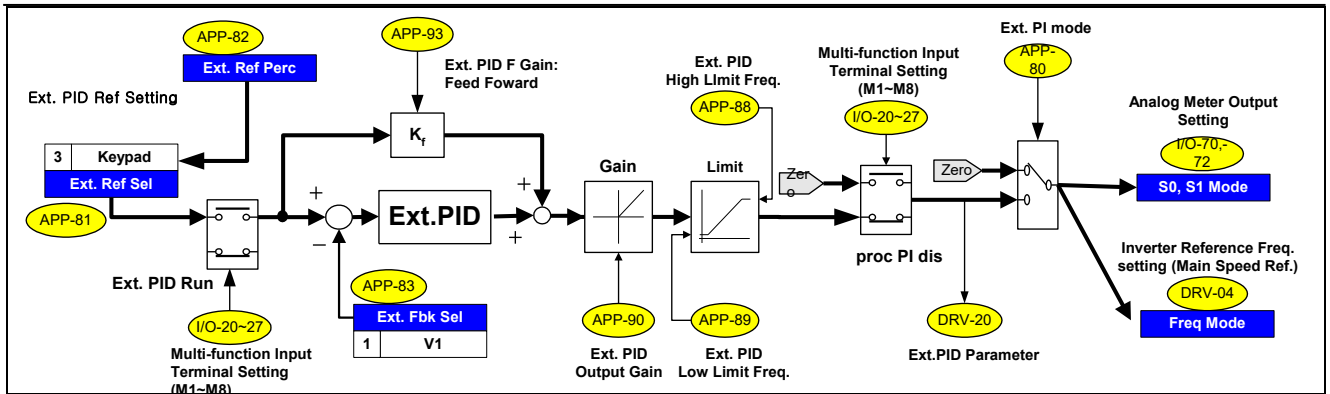 APP-82
Ext. Ref Perc
Ext. PID Ref Setting
3 Keypad
Ext. Ref Sel
APP-81
Ext. PID Run
I/O-20~27
Multi-function Input
Terminal Setting
(M1~M8)
APP-93
Ext. PID F Gain:
Feed Foward
Kf
+
−
Ext.PID
+
+
APP-83
Ext. Fbk Sel
1 V1
Gain
APP-90
Ext. PID
Output Gain
Ext. PID
High LImit Freq.
APP-88
Limit
APP-89
Ext. PID
Low Limit Freq.
Multi-function Input
Terminal Setting
(M1~M8)
I/O-20~27
Zer
o
proc PI dis
Zero
DRV-20
Ext.PID Parameter
Ext. PI mode
APP-
80
Analog Meter Output
Setting
I/O-70,-
72
S0, S1 Mode
Inverter Reference Freq.
setting (Main Speed Ref.)
DRV-04
Freq Mode